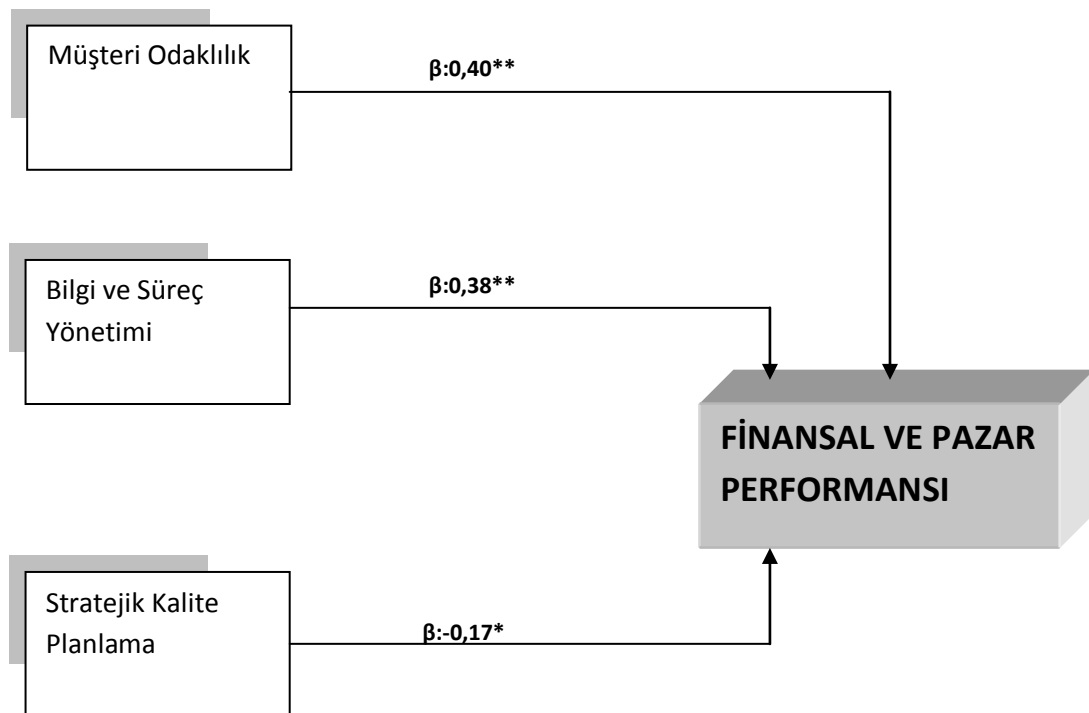 Müşteri Odaklılık
β:0,40**
Bilgi ve Süreç
Yönetimi
β:0,38**
FİNANSAL VE PAZAR
PERFORMANSI
Stratejik Kalite
Planlama
β:-0,17*